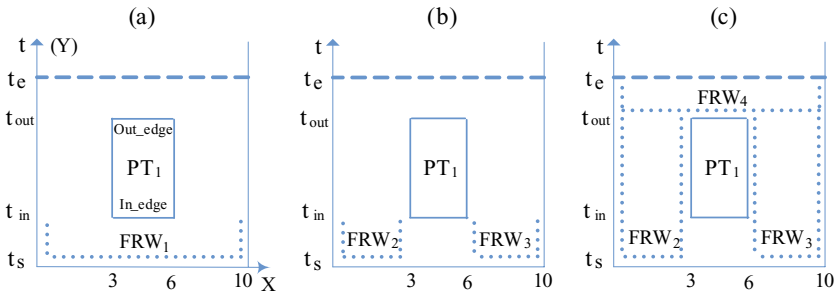 (a)
t (Y)
te
tout
Out_edge
PT1
In_edge
tin
FRW1
ts
3 6 10 X
(b)
t
te
tout
PT1
tin
FRW2 FRW3
ts
3 6 10
(c)
t
te
FRW4
tout
PT1
tin
FRW2 FRW3
ts
3 6 10